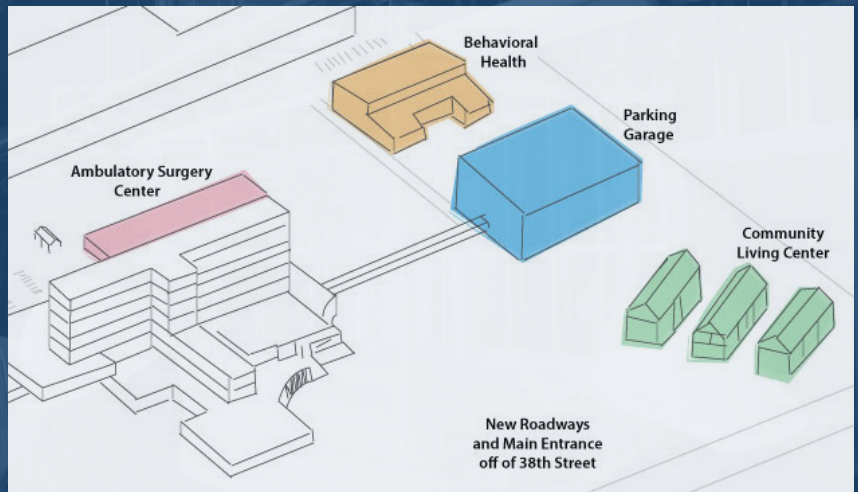 Behavioral
Health
Parking
Garage
Ambulatory Surgery
Center
Community
Living Center
New Roadways
and Main Entrance
off of 38th Street